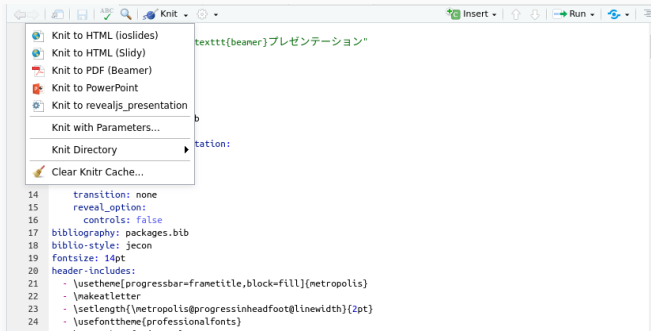 ABC
Knit
Insert
Run
Knit to HTML (ioslides)
Knit to HTML (Slidy)
Knit to PDF (Beamer)
Knit to PowerPoint
Knit to revealjs_presentation
Knit with Parameters...
Knit Directory
Clear Knitr Cache...
texttt{beamer}プレゼンテーション"
b
tation:
14 transition: none
15 reveal_option:
16 controls: false
17 bibliography: packages.bib
18 biblio-style: jecon
19 fontsize: 14pt
20 header-includes:
21 - \usetheme[progressbar=frametitle,block=fill]{metropolis}
22 - \makeatletter
23 - \setlength{\metropolis@progressinheadfoot@linewidth}{2pt}
24 - \usefonttheme{professionalfonts}